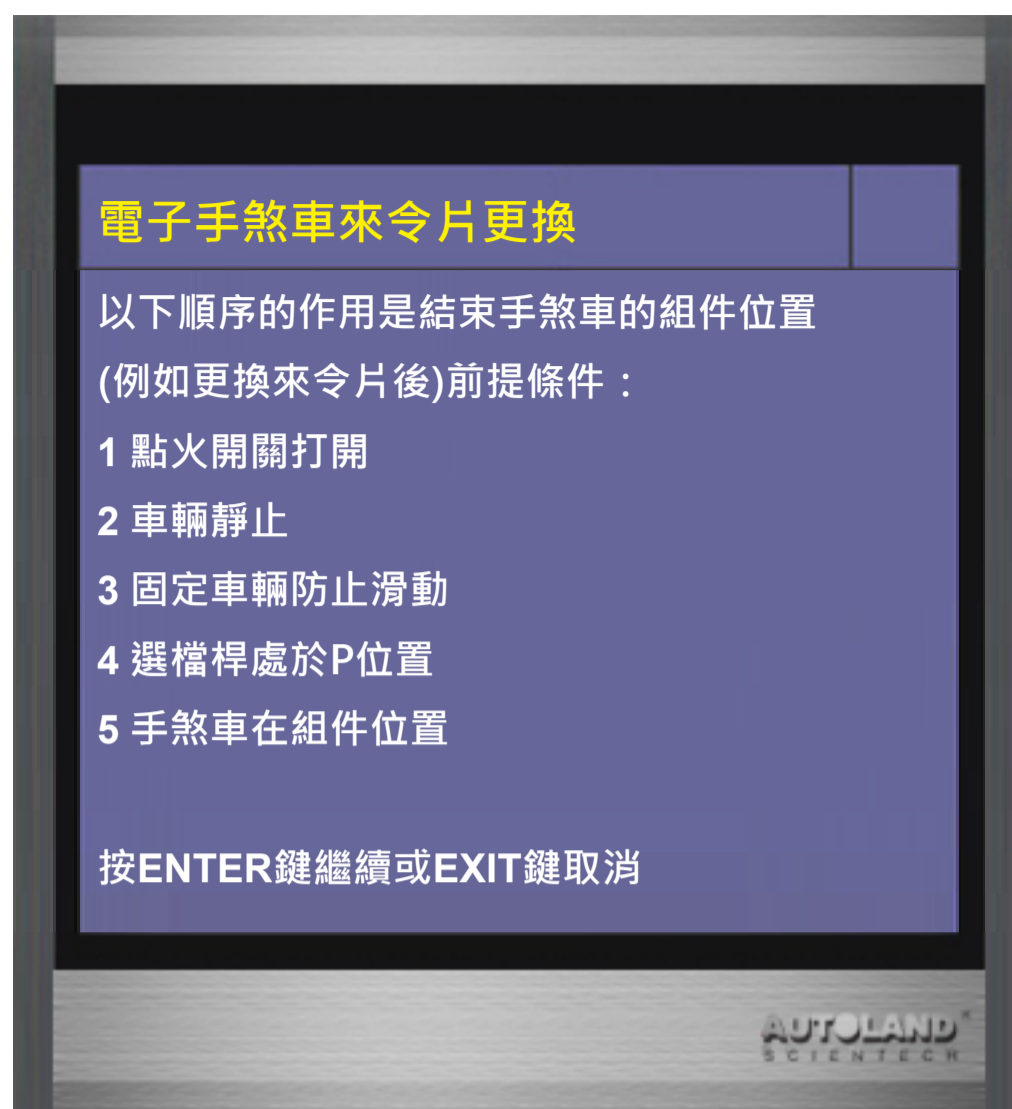 電子手煞車來令片更換
以下順序的作用是結束手煞車的組件位置
(例如更換來令片後)前提條件：
1 點火開關打開
2 車輛靜止
3 固定車輛防止滑動
4 選檔桿處於P位置
5 手煞車在組件位置
按ENTER鍵繼續或EXIT鍵取消
AUTOLAND
SCIENTECH